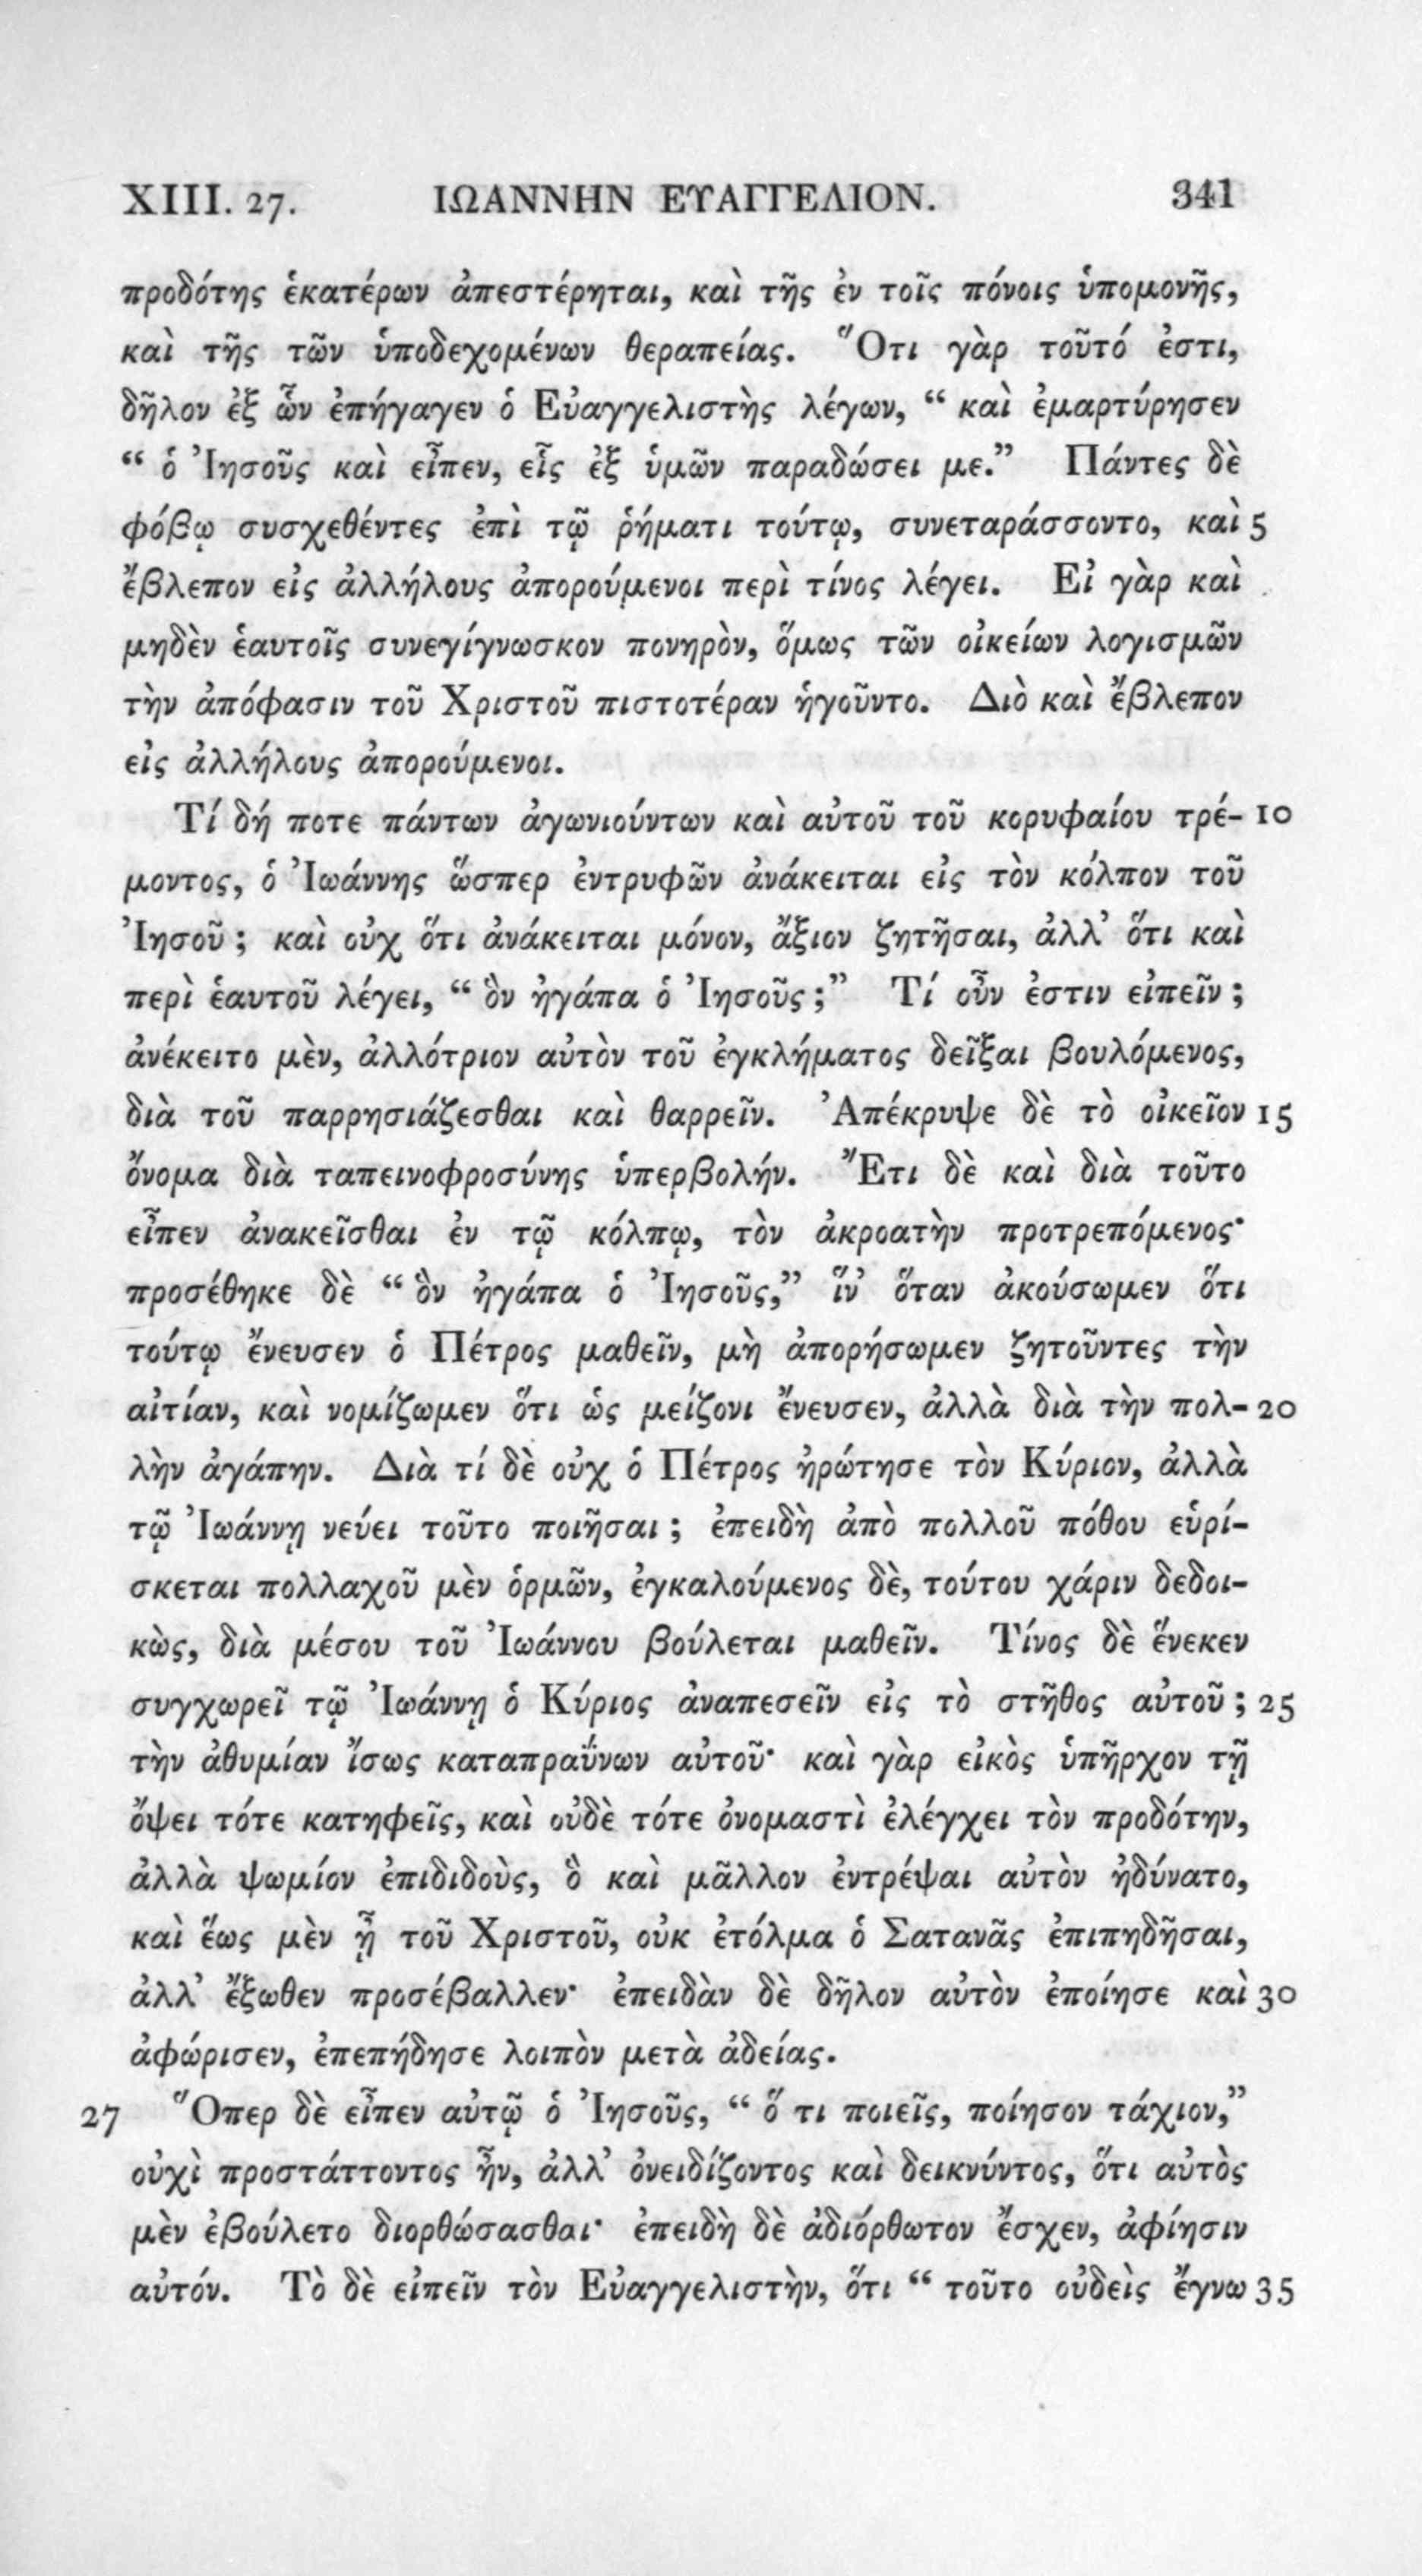 XIII. 27. ΙΩΑΝΝΗΝ ΕΥΑΓΓΕΛΙΟΝ. 341
προδότης ἑκατέρων ἀπεστέρηται, καὶ τῆς ἐν τοῖς πόνοις ὑπομονῆς,
καὶ τῆς τῶν ὑποδεχομένων θεραπείας. Ὅτι γὰρ τοῦτό ἐστι,
δῆλον ἐξ ὧν ἐπήγαγεν ὁ Εὐαγγελιστὴς λέγων, “ καὶ ἐμαρτύρησεν
“ ὁ Ἰησοῦς καὶ εἶπεν, εἷς ἐξ ὑμῶν παραδώσει με.” Πάντες δὲ
φόβῳ συσχεθέντες ἐπὶ τῷ ῥήματι τούτῳ, συνεταράσσοντο, καὶ 5
ἔβλεπον εἰς ἀλλήλους ἀπορούμενοι περὶ τίνος λέγει. Εἰ γὰρ καὶ
μηδὲν ἑαυτοῖς συνεγίγνωσκον πονηρὸν, ὅμως τῶν οἰκείων λογισμῶν
τὴν ἀπόφασιν τοῦ Χριστοῦ πιστοτέραν ἡγοῦντο. Διὸ καὶ ἔβλεπον
εἰς ἀλλήλους ἀπορούμενοι.
Τί δή ποτε πάντων ἀγωνιούντων καὶ αὐτοῦ τοῦ κορυφαίου τρέ- 10
μοντος, ὁ Ἰωάννης ὥσπερ ἐντρυφῶν ἀνάκειται εἰς τὸν κόλπον τοῦ
Ἰησοῦ ; καὶ οὐχ ὅτι ἀνάκειται μόνον, ἄξιον ζητῆσαι, ἀλλ’ ὅτι καὶ
περὶ ἑαυτοῦ λέγει, “ ὃν ἠγάπα ὁ Ἰησοῦς ;” Τί οὖν ἐστιν εἰπεῖν ;
ἀνέκειτο μὲν, ἀλλότριον αὐτὸν τοῦ ἐγκλήματος δεῖξαι βουλόμενος,
διὰ τοῦ παρρησιάζεσθαι καὶ θαρρεῖν. Ἀπέκρυψε δὲ τὸ οἰκεῖον 15
ὄνομα διὰ ταπεινοφροσύνης ὑπερβολήν. Ἔτι δὲ καὶ διὰ τοῦτο
εἶπεν ἀνακεῖσθαι ἐν τῷ κόλπῳ, τὸν ἀκροατὴν προτρεπόμενος·
προσέθηκε δὲ “ ὃν ἠγάπα ὁ Ἰησοῦς,” ἵν’ ὅταν ἀκούσωμεν ὅτι
τούτῳ ἔνευσεν ὁ Πέτρος μαθεῖν, μὴ ἀπορήσωμεν ζητοῦντες τὴν
αἰτίαν, καὶ νομίζωμεν ὅτι ὡς μείζονι ἔνευσεν, ἀλλὰ διὰ τὴν πολ- 20
λὴν ἀγάπην. Διὰ τί δὲ οὐχ ὁ Πέτρος ἠρώτησε τὸν Κύριον, ἀλλὰ
τῷ Ἰωάννῃ νεύει τοῦτο ποιῆσαι ; ἐπειδὴ ἀπὸ πολλοῦ πόθου εὑρί-
σκεται πολλαχοῦ μὲν ὁρμῶν, ἐγκαλούμενος δὲ, τούτου χάριν δεδοι-
κὼς, διὰ μέσου τοῦ Ἰωάννου βούλεται μαθεῖν. Τίνος δὲ ἕνεκεν
συγχωρεῖ τῷ Ἰωάννῃ ὁ Κύριος ἀναπεσεῖν εἰς τὸ στῆθος αὐτοῦ ; 25
τὴν ἀθυμίαν ἴσως καταπραΰνων αὐτοῦ· καὶ γὰρ εἰκὸς ὑπῆρχον τῇ
ὄψει τότε κατηφεῖς, καὶ οὐδὲ τότε ὀνομαστὶ ἐλέγχει τὸν προδότην,
ἀλλὰ ψωμίον ἐπιδιδοὺς, ὃ καὶ μᾶλλον ἐντρέψαι αὐτὸν ἠδύνατο,
καὶ ἕως μὲν ᾖ τοῦ Χριστοῦ, οὐκ ἐτόλμα ὁ Σατανᾶς ἐπιπηδῆσαι,
ἀλλ’ ἔξωθεν προσέβαλλεν· ἐπειδὰν δὲ δῆλον αὐτὸν ἐποίησε καὶ 30
ἀφώρισεν, ἐπεπήδησε λοιπὸν μετὰ ἀδείας.
27 Ὅπερ δὲ εἶπεν αὐτῷ ὁ Ἰησοῦς, “ ὅ τι ποιεῖς, ποίησον τάχιον,”
οὐχὶ προστάττοντος ἦν, ἀλλ’ ὀνειδίζοντος καὶ δεικνύντος, ὅτι αὐτὸς
μὲν ἐβούλετο διορθώσασθαι· ἐπειδὴ δὲ ἀδιόρθωτον ἔσχεν, ἀφίησιν
αὐτόν. Τὸ δὲ εἰπεῖν τὸν Εὐαγγελιστὴν, ὅτι “ τοῦτο οὐδεὶς ἔγνω 35